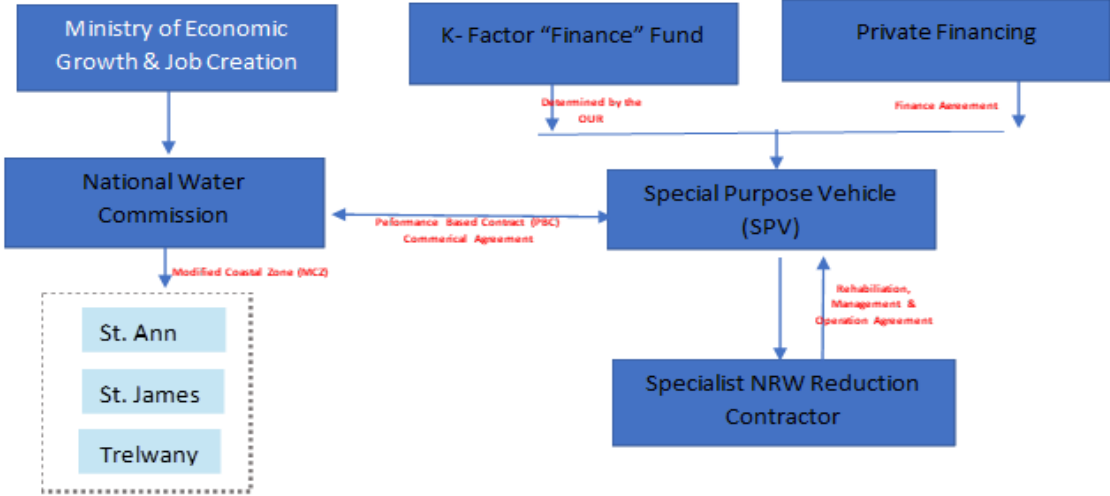 Ministry of Economic
Growth & Job Creation
K- Factor “Finance” Fund
Private Financing
Determined by the
OUR
Finance Agreement
National Water
Commission
Special Purpose Vehicle
(SPV)
Peformance Based Contract (PBC)
Commerical Agreement
Modified Coastal Zone (MCZ)
Rehabiliation,
Management &
Operation Agreement
St. Ann
St. James
Trelwany
Specialist NRW Reduction
Contractor